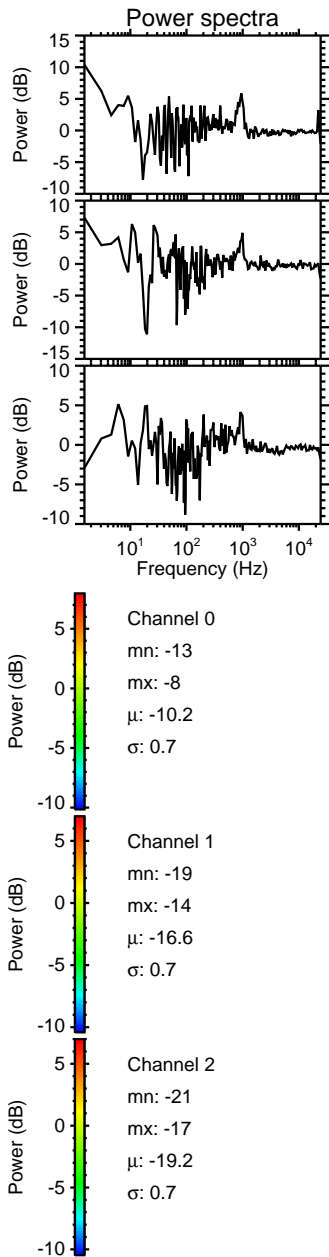 Power spectra
15
10
5
0
-5
-10
Power (dB)
10
5
0
-5
-10
-15
Power (dB)
10
5
0
-5
-10
Power (dB)
10¹ 10² 10³ 10⁴
Frequency (Hz)
5
0
-5
-10
Power (dB)
Channel 0
mn: -13
mx: -8
μ: -10.2
σ: 0.7
5
0
-5
-10
Power (dB)
Channel 1
mn: -19
mx: -14
μ: -16.6
σ: 0.7
5
0
-5
-10
Power (dB)
Channel 2
mn: -21
mx: -17
μ: -19.2
σ: 0.7